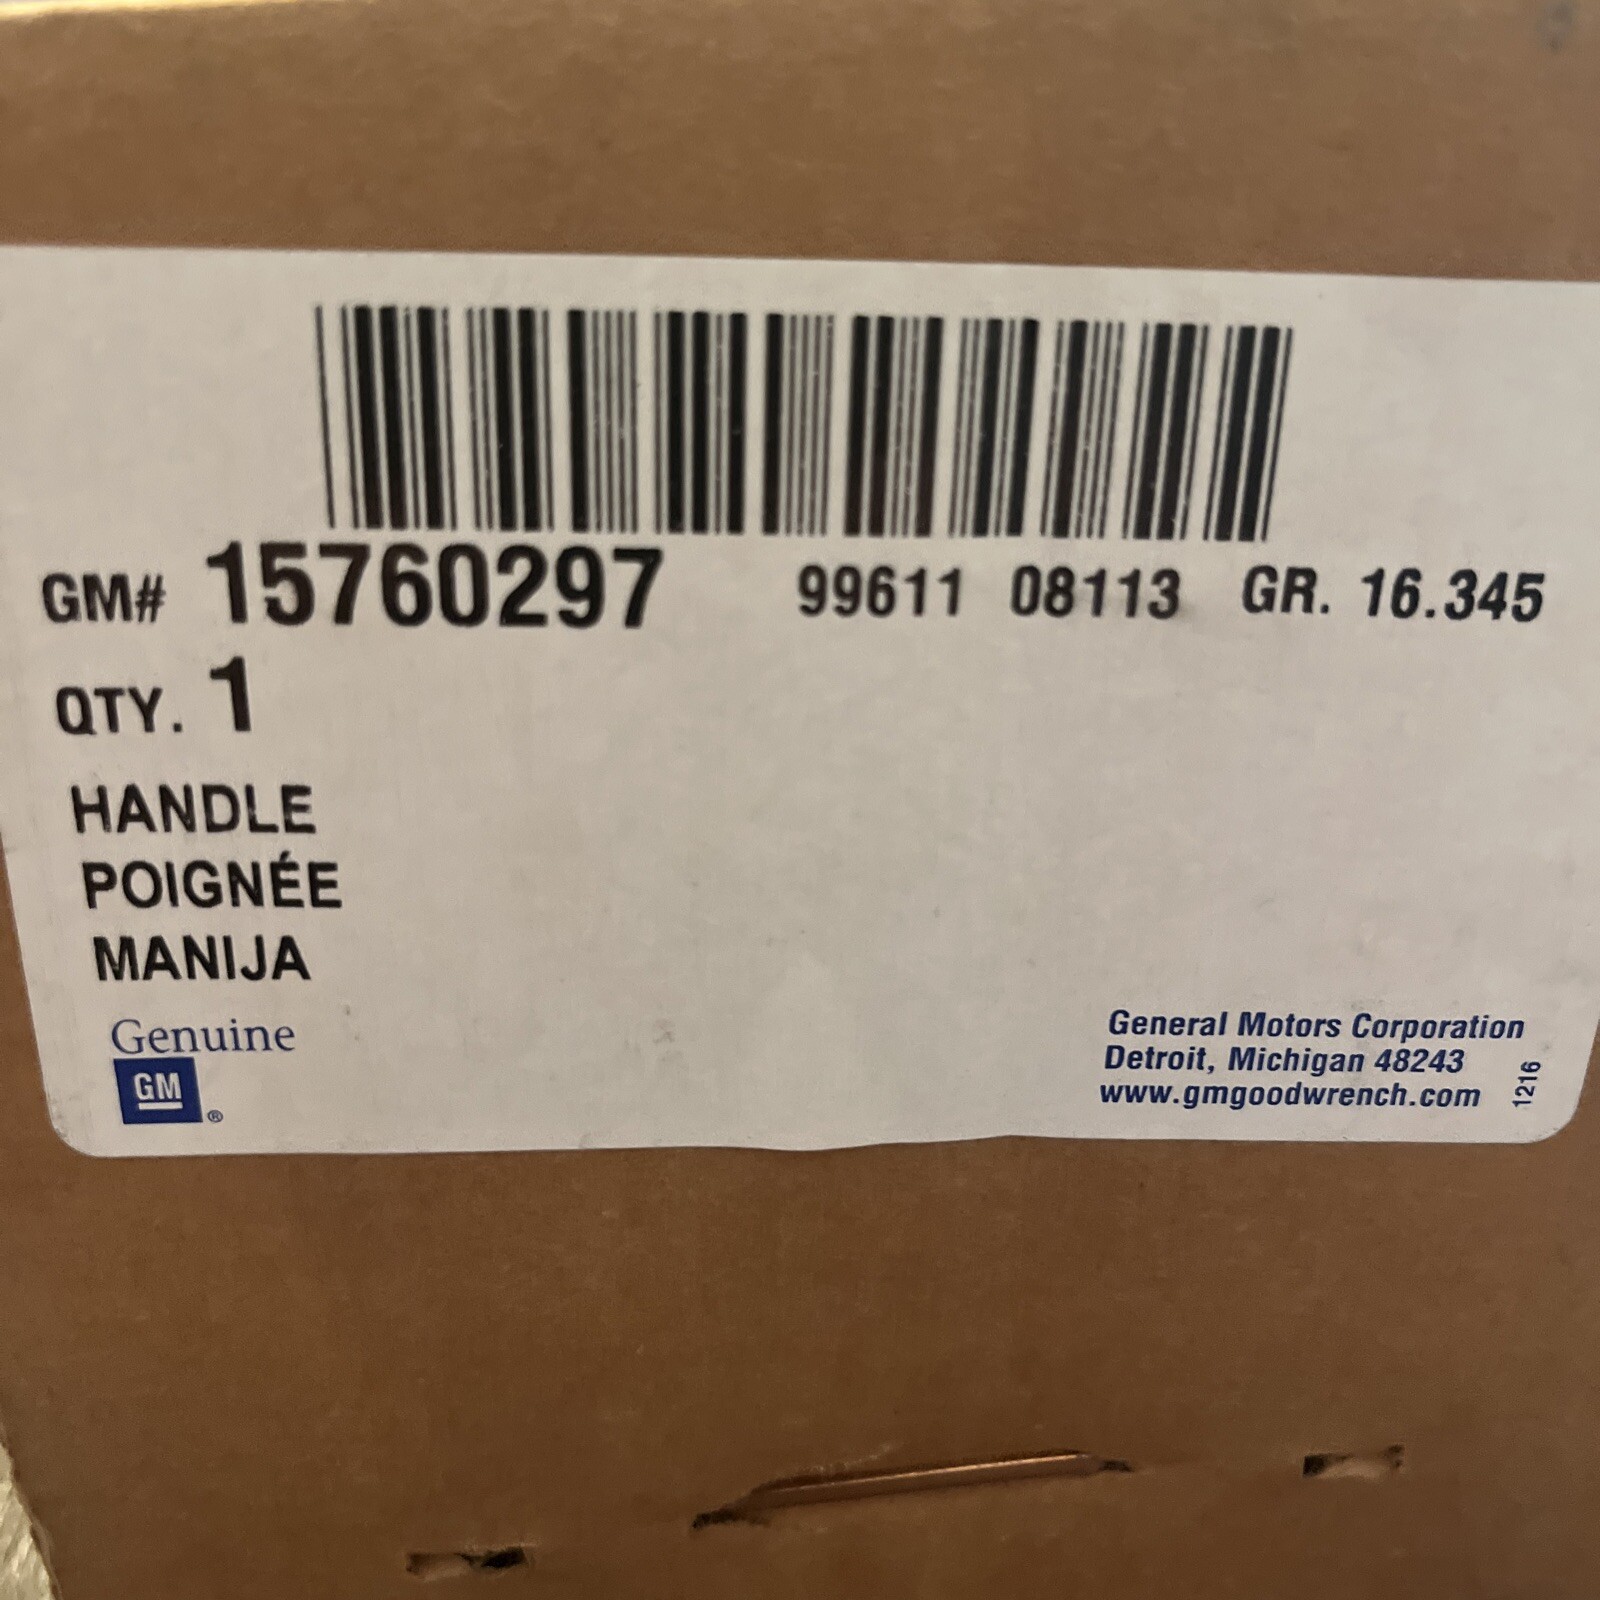 GM# 15760297 99611 08113 GR. 16.345
QTY. 1
HANDLE
POIGNÉE
MANIJA
Genuine
GM ®
General Motors Corporation
Detroit, Michigan 48243
www.gmgoodwrench.com
1216